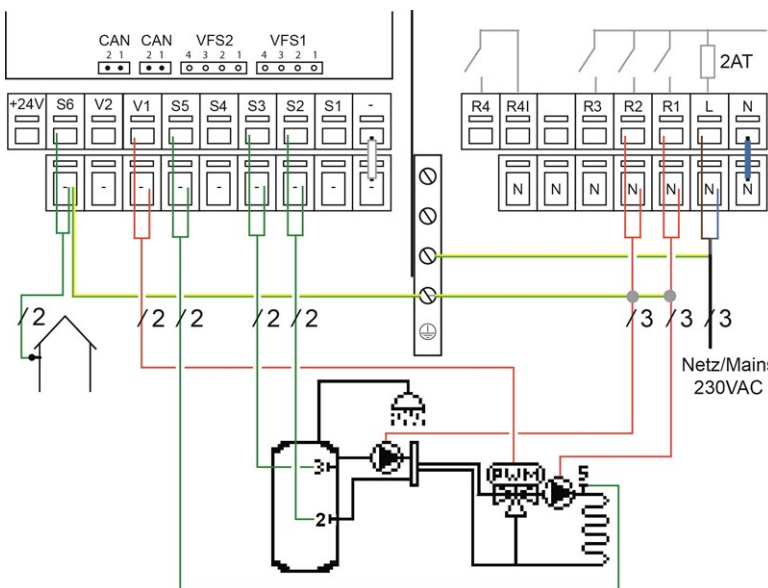 CAN CAN VFS2 VFS1
2 1 2 1 4 3 2 1 4 3 2 1
2AT
+24V S6 V2 V1 S5 S4 S3 S2 S1 -
R4 R4I R3 R2 R1 L N
- - - - - - - - -
N N N N N N N
/2 /2 /2 /2 /2 /3 /3 /3
Netz/Mains
230VAC
3
(PWM)
5
2